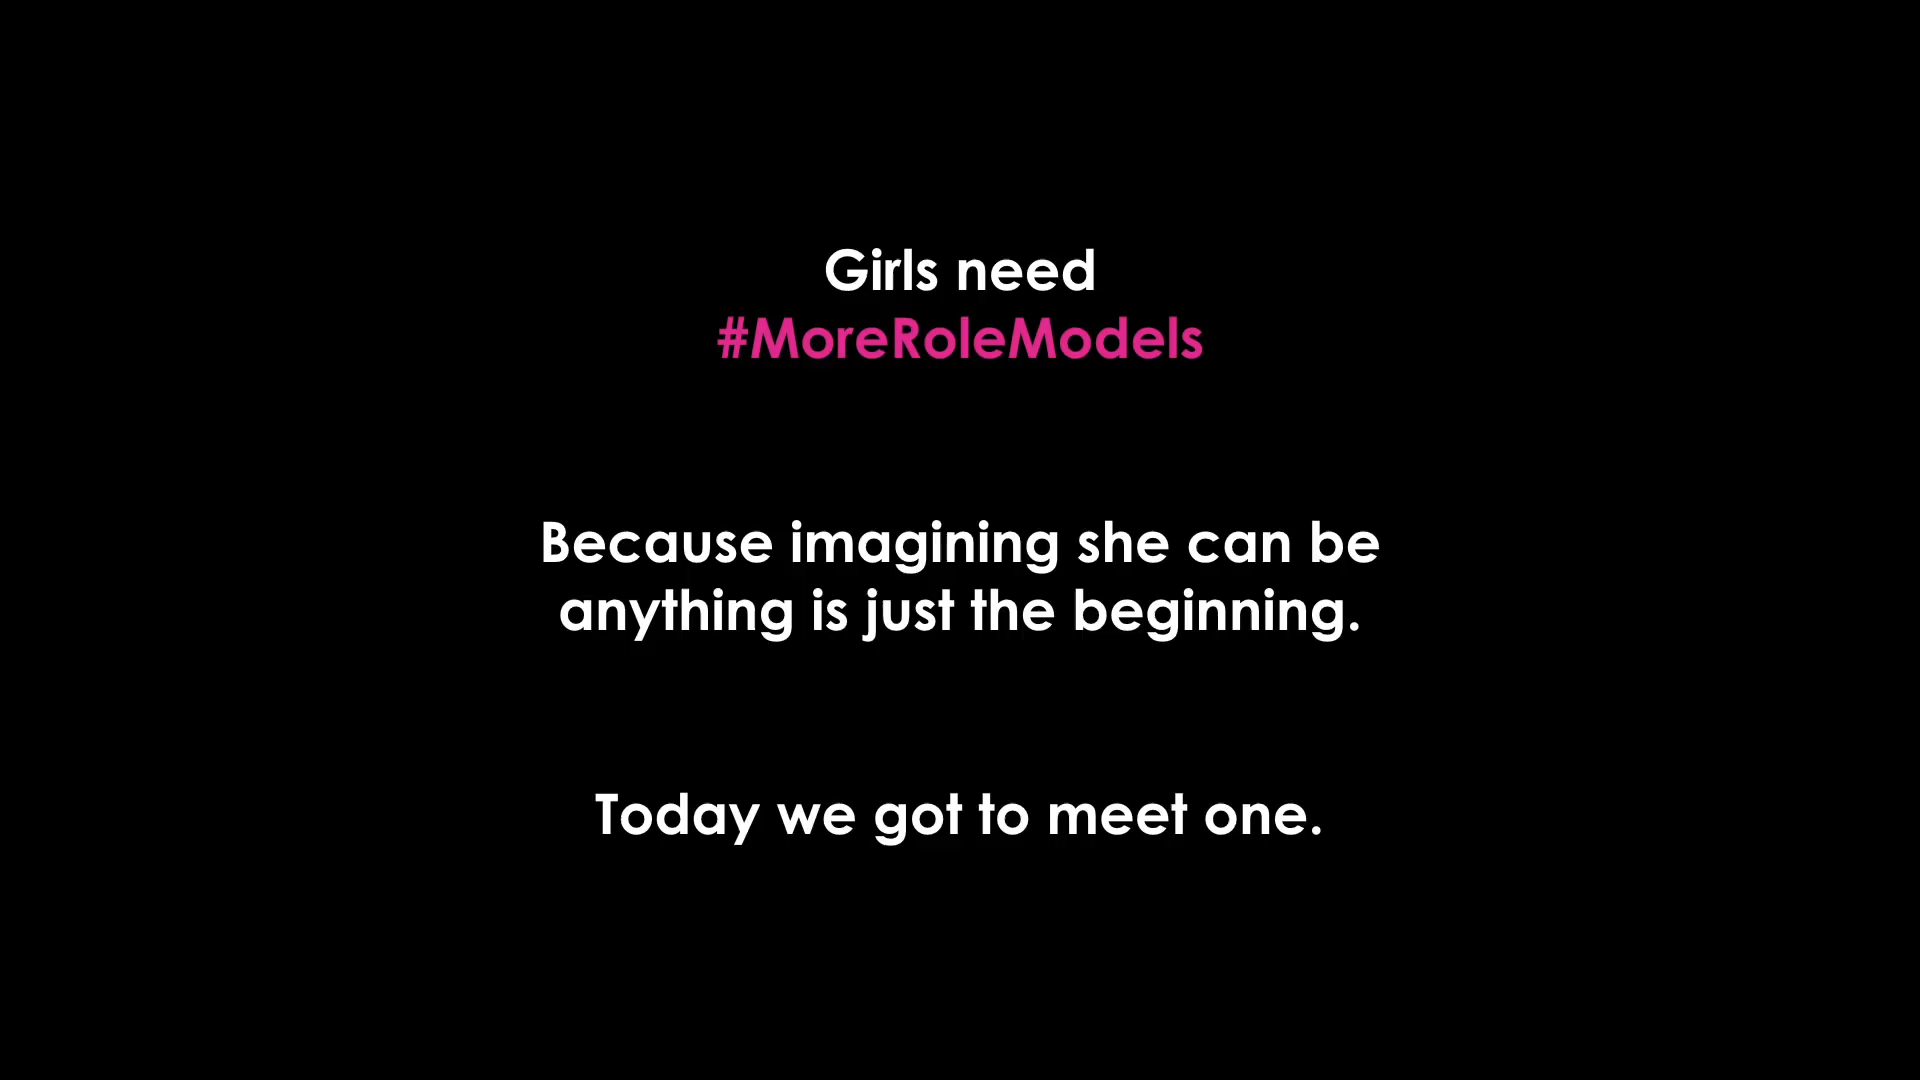 Girls need
#MoreRoleModels
Because imagining she can be
anything is just the beginning.
Today we got to meet one.